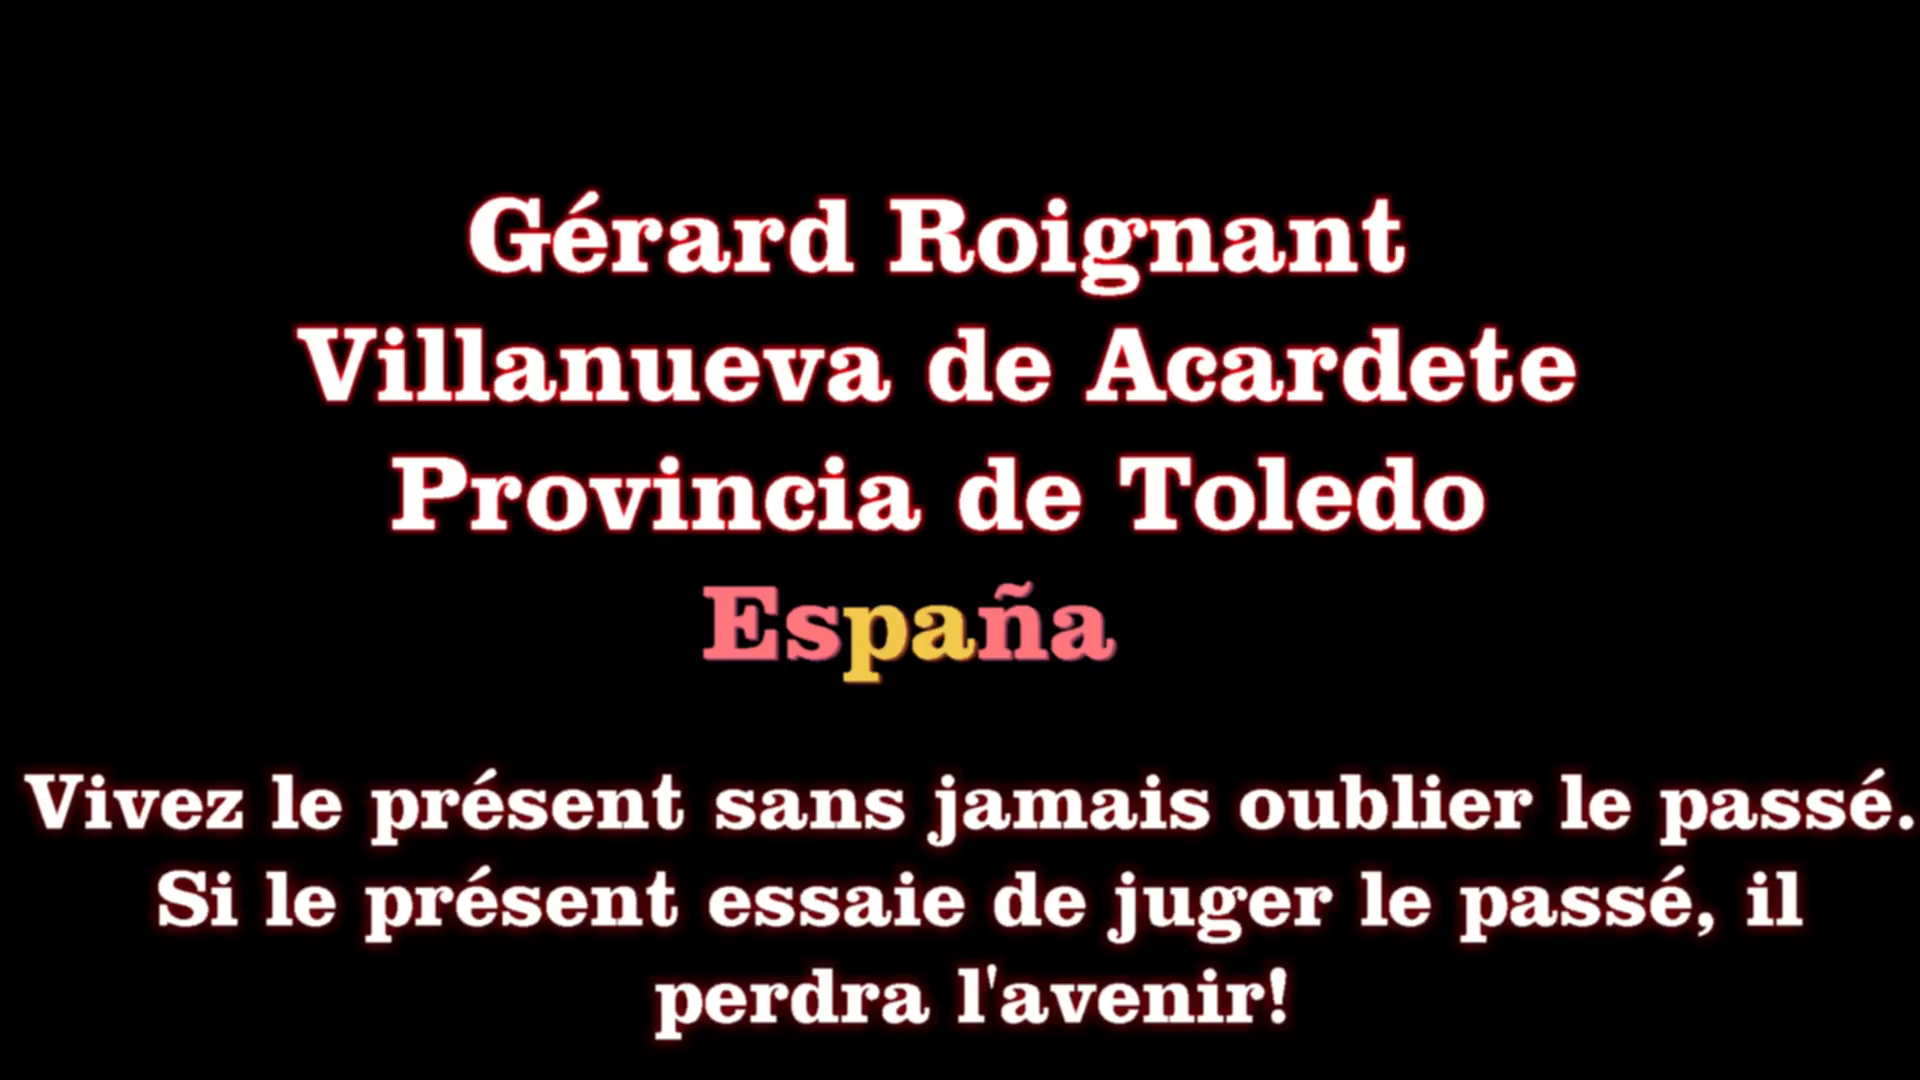 Gérard Roignant
Villanueva de Acardete
Provincia de Toledo
España
Vivez le présent sans jamais oublier le passé.
Si le présent essaie de juger le passé, il
perdra l'avenir!